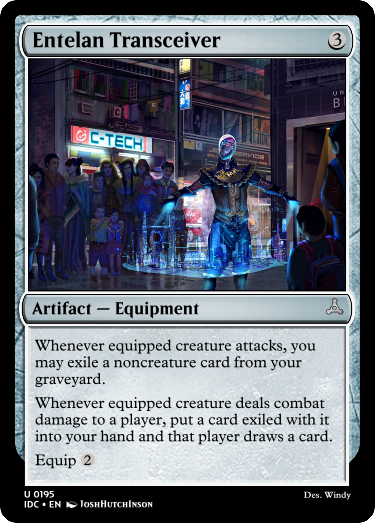 Entelan Transceiver 3
C-TECH
Artifact — Equipment
Whenever equipped creature attacks, you
may exile a noncreature card from your
graveyard.
Whenever equipped creature deals combat
damage to a player, put a card exiled with it
into your hand and that player draws a card.
Equip 2
U 0195
IDC • EN JoshHutchinson
Des. Windy